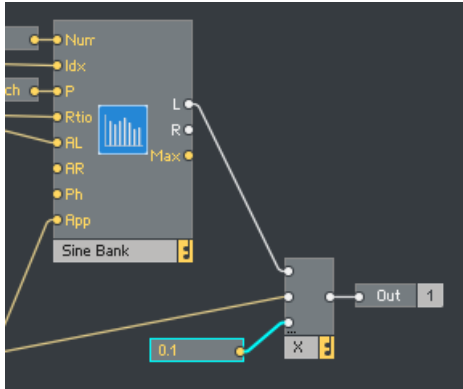 Num
Idx
ch
P
Rtio
AL
AR
Ph
App
L
R
Max
Sine Bank
Out 1
0.1
...
X